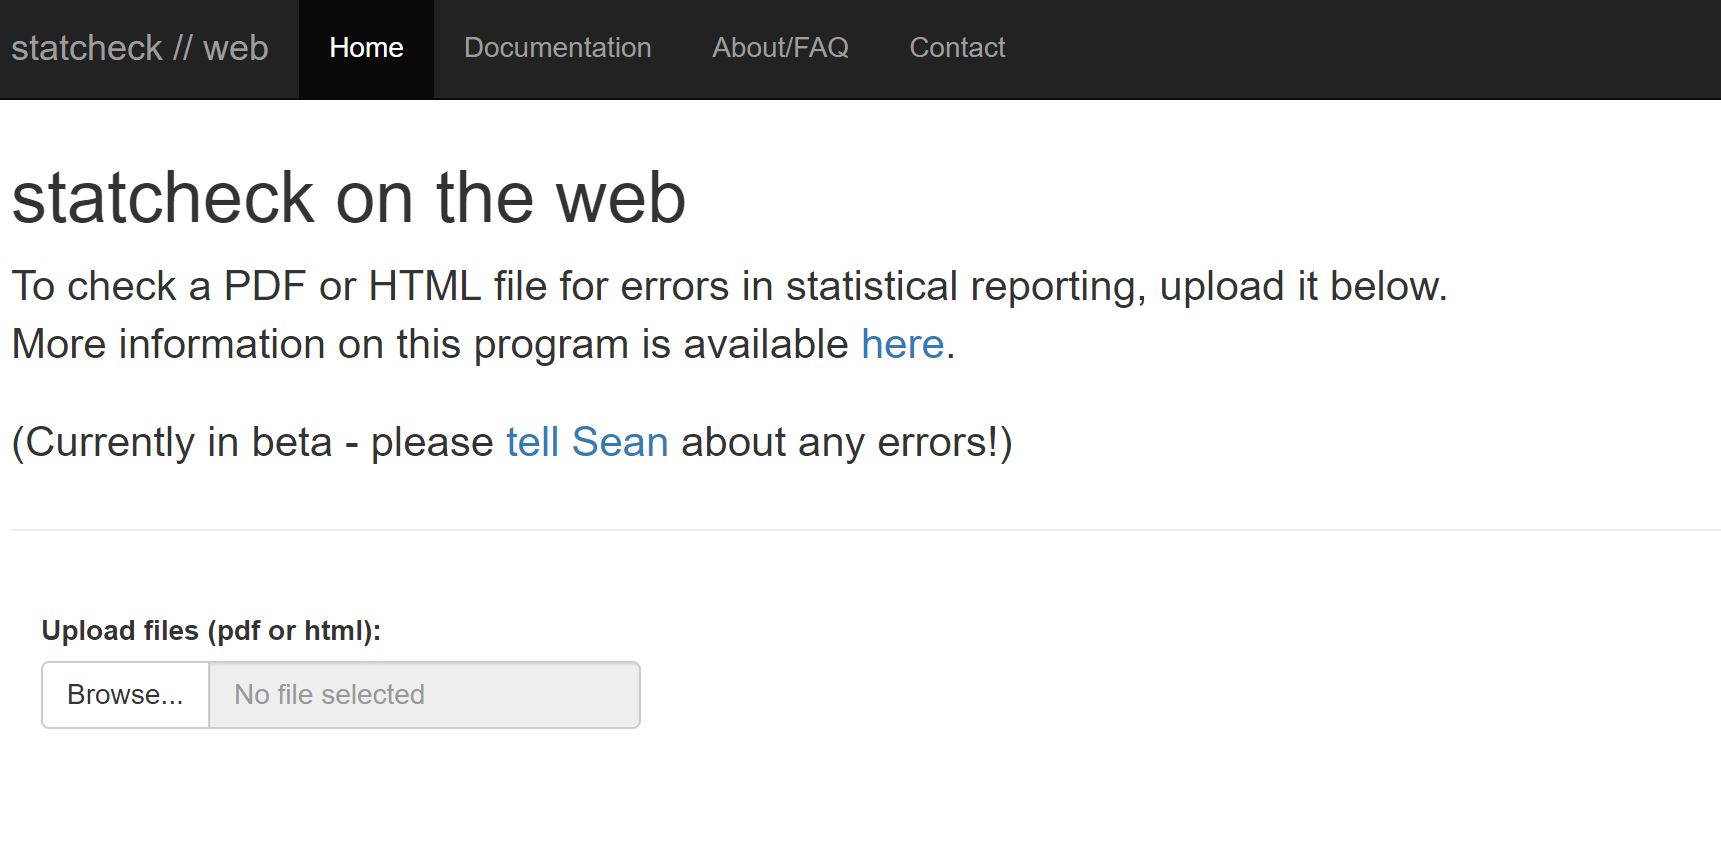 statcheck // web Home Documentation About/FAQ Contact
statcheck on the web
To check a PDF or HTML file for errors in statistical reporting, upload it below.
More information on this program is available here.
(Currently in beta - please tell Sean about any errors!)
Upload files (pdf or html):
Browse... No file selected